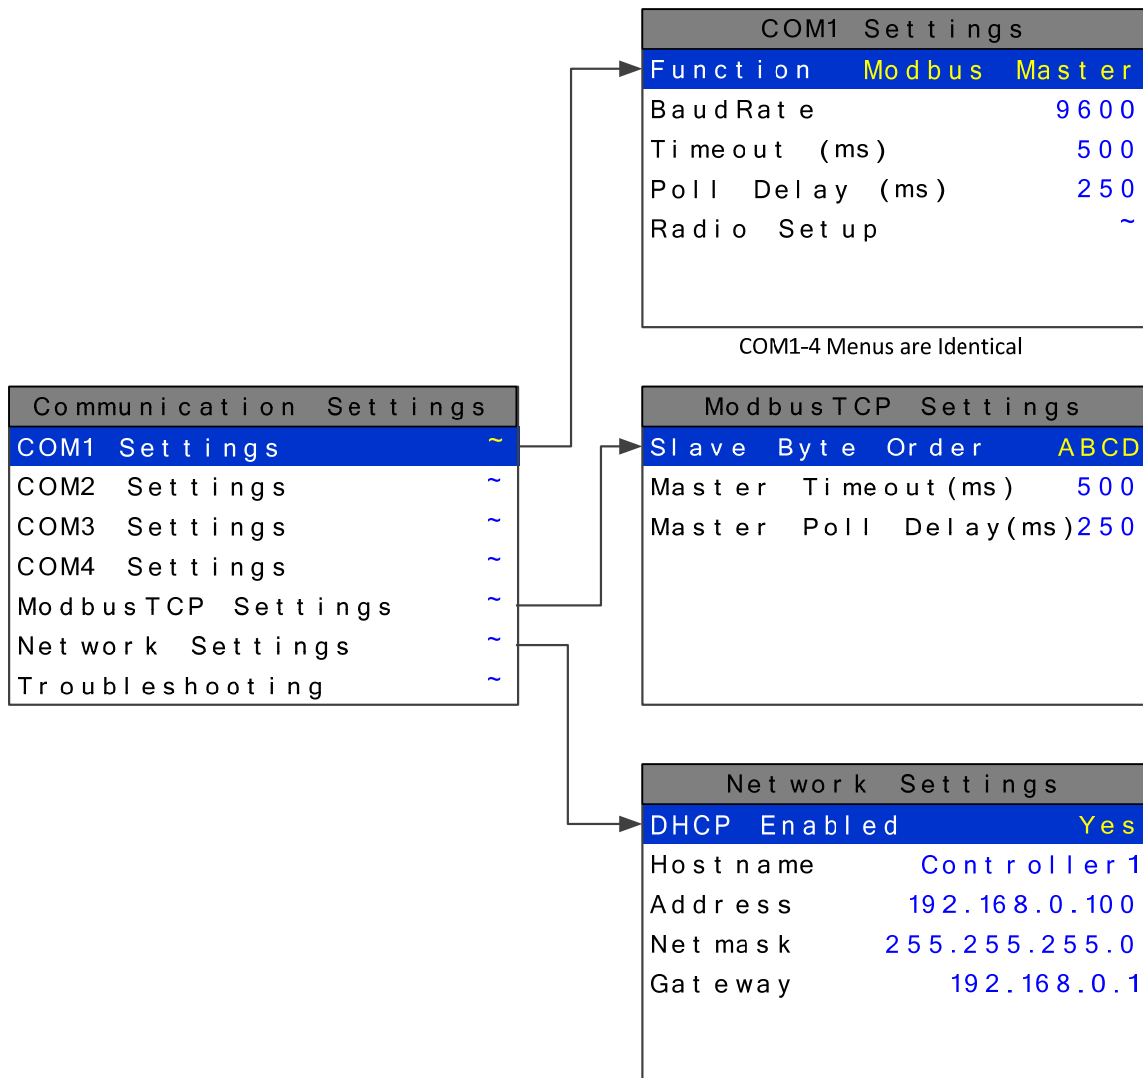 COM1 Settings
Function Modbus Master
BaudRate 9600
Timeout (ms) 500
Poll Delay (ms) 250
Radio Setup ~
COM1-4 Menus are Identical
Communication Settings
COM1 Settings ~
COM2 Settings ~
COM3 Settings ~
COM4 Settings ~
ModbusTCP Settings ~
Network Settings ~
Troubleshooting ~
ModbusTCP Settings
Slave Byte Order ABCD
Master Timeout(ms) 500
Master Poll Delay(ms) 250
Network Settings
DHCP Enabled Yes
Hostname Controller1
Address 192.168.0.100
Netmask 255.255.255.0
Gateway 192.168.0.1